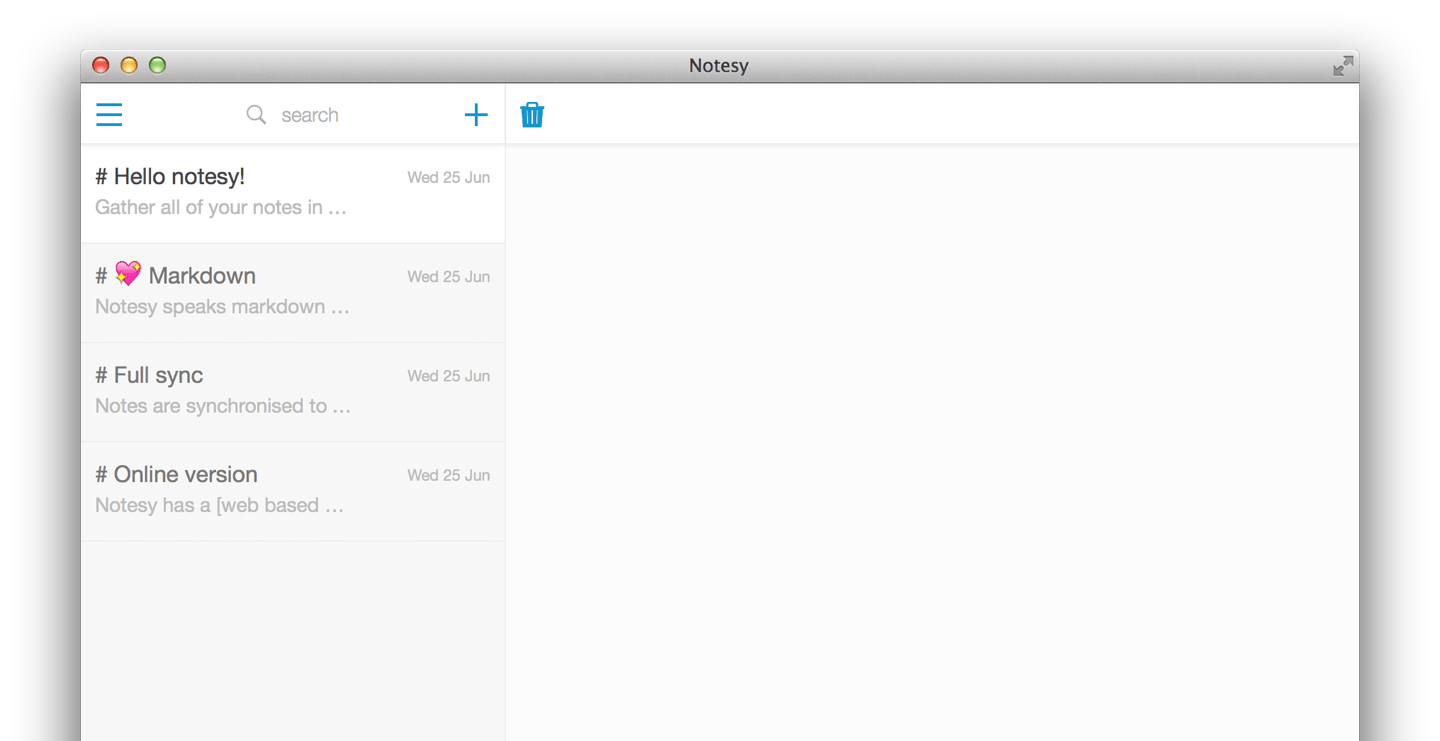 Notesy
search
# Hello notesy! Wed 25 Jun
Gather all of your notes in …
# 💖 Markdown Wed 25 Jun
Notesy speaks markdown …
# Full sync Wed 25 Jun
Notes are synchronised to …
# Online version Wed 25 Jun
Notesy has a [web based …